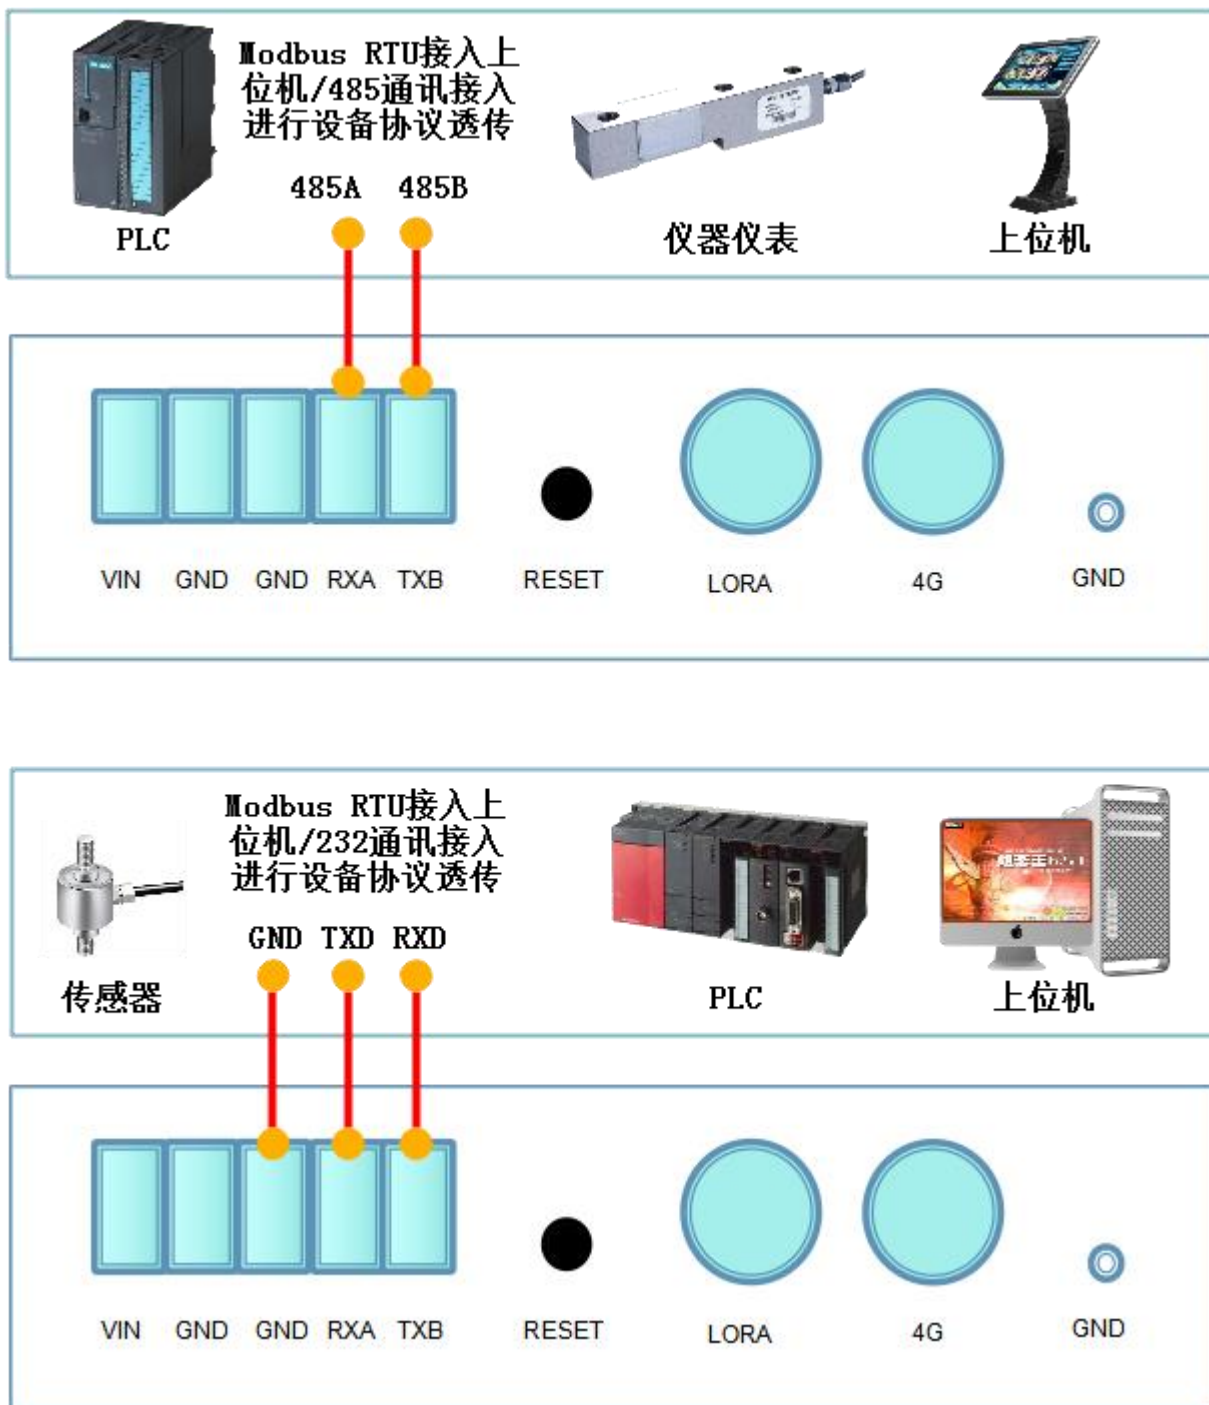 Modbus RTU接入上
位机/485通讯接入
进行设备协议透传
485A 485B
PLC
仪器仪表
上位机
VIN GND GND RXA TXB RESET LORA 4G GND
Modbus RTU接入上
位机/232通讯接入
进行设备协议透传
GND TXD RXD
传感器
PLC
上位机
VIN GND GND RXA TXB RESET LORA 4G GND